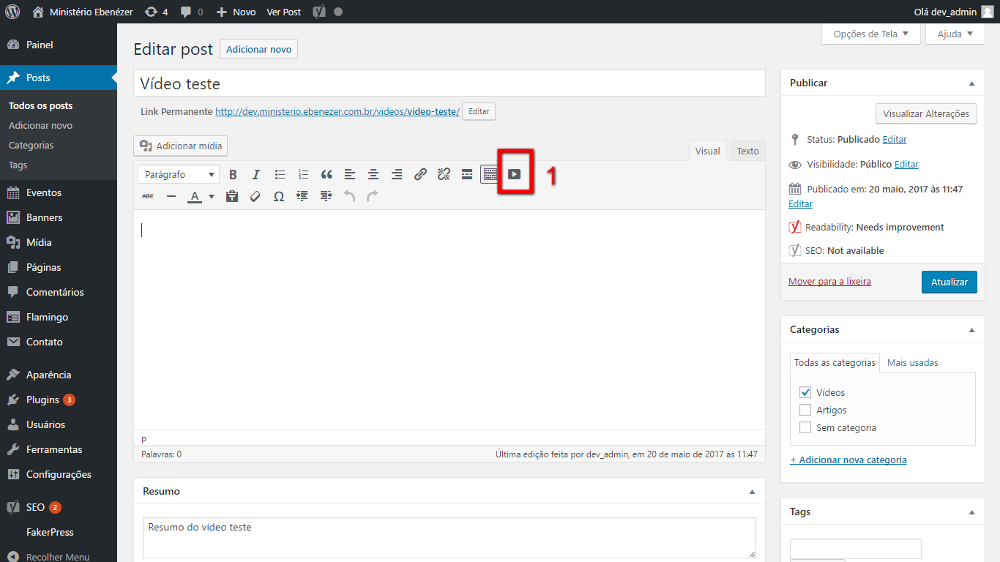 Ministério Ebenézer 4 0 Novo Ver Post Olá dev_admin
Opções de Tela Ajuda
Painel
Posts
Todos os posts
Adicionar novo
Categorias
Tags
Eventos
Banners
Mídia
Páginas
Comentários
Flamingo
Contato
Aparência
Plugins 3
Usuários
Ferramentas
Configurações
SEO 2
FakerPress
Recolher Menu
Editar post Adicionar novo
Vídeo teste
Link Permanente http://dev.ministerio.ebenezer.com.br/videos/video-teste/ Editar
Adicionar mídia
Visual Texto
Parágrafo B I 1
ABC A Ω
p
Palavras: 0 Última edição feita por dev_admin, em 20 de maio de 2017 às 11:47
Resumo
Resumo do vídeo teste
Publicar
Visualizar Alterações
Status: Publicado Editar
Visibilidade: Público Editar
Publicado em: 20 maio, 2017 às 11:47
Editar
Readability: Needs improvement
SEO: Not available
Mover para a lixeira Atualizar
Categorias
Todas as categorias Mais usadas
Vídeos
Artigos
Sem categoria
+ Adicionar nova categoria
Tags